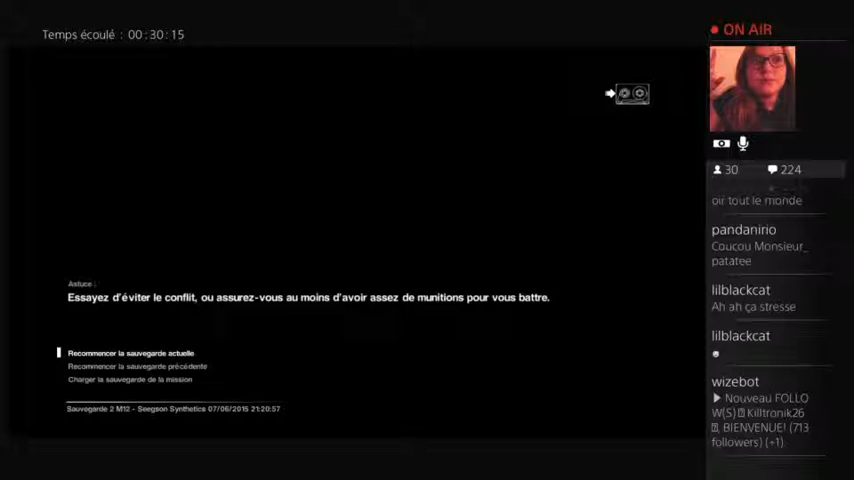 Temps écoulé : 00:30:15
Astuce :
Essayez d'éviter le conflit, ou assurez-vous au moins d'avoir assez de munitions pour vous battre.
Recommencer la sauvegarde actuelle
Recommencer la sauvegarde précédente
Charger la sauvegarde de la mission
Sauvegarde 2 M12 - Seegson Synthetics 07/06/2015 21:20:57
ON AIR
30 224
oir tout le monde
pandanirio
Coucou Monsieur_
patatee
lilblackcat
Ah ah ça stresse
lilblackcat
wizebot
▶ Nouveau FOLLO
W(S) Killtronik26
, BIENVENUE! (713
followers) (+1)